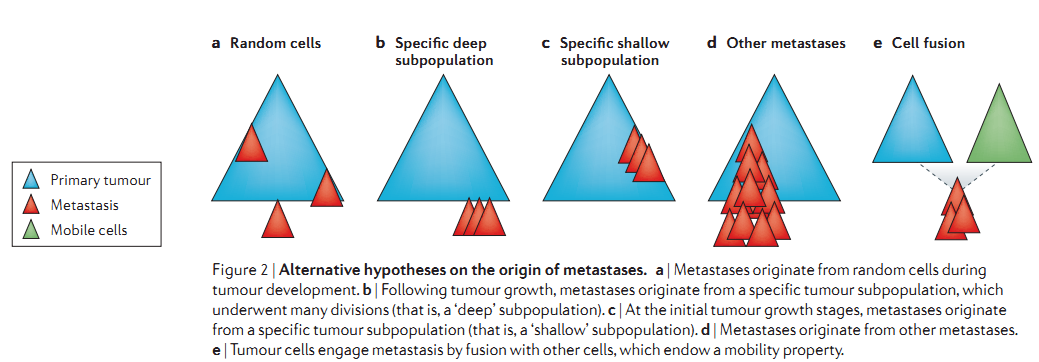 a Random cells
b Specific deep
subpopulation
c Specific shallow
subpopulation
d Other metastases
e Cell fusion
Primary tumour
Metastasis
Mobile cells
Figure 2 | Alternative hypotheses on the origin of metastases. a | Metastases originate from random cells during
tumour development. b | Following tumour growth, metastases originate from a specific tumour subpopulation, which
underwent many divisions (that is, a ‘deep’ subpopulation). c | At the initial tumour growth stages, metastases originate
from a specific tumour subpopulation (that is, a ‘shallow’ subpopulation). d | Metastases originate from other metastases.
e | Tumour cells engage metastasis by fusion with other cells, which endow a mobility property.